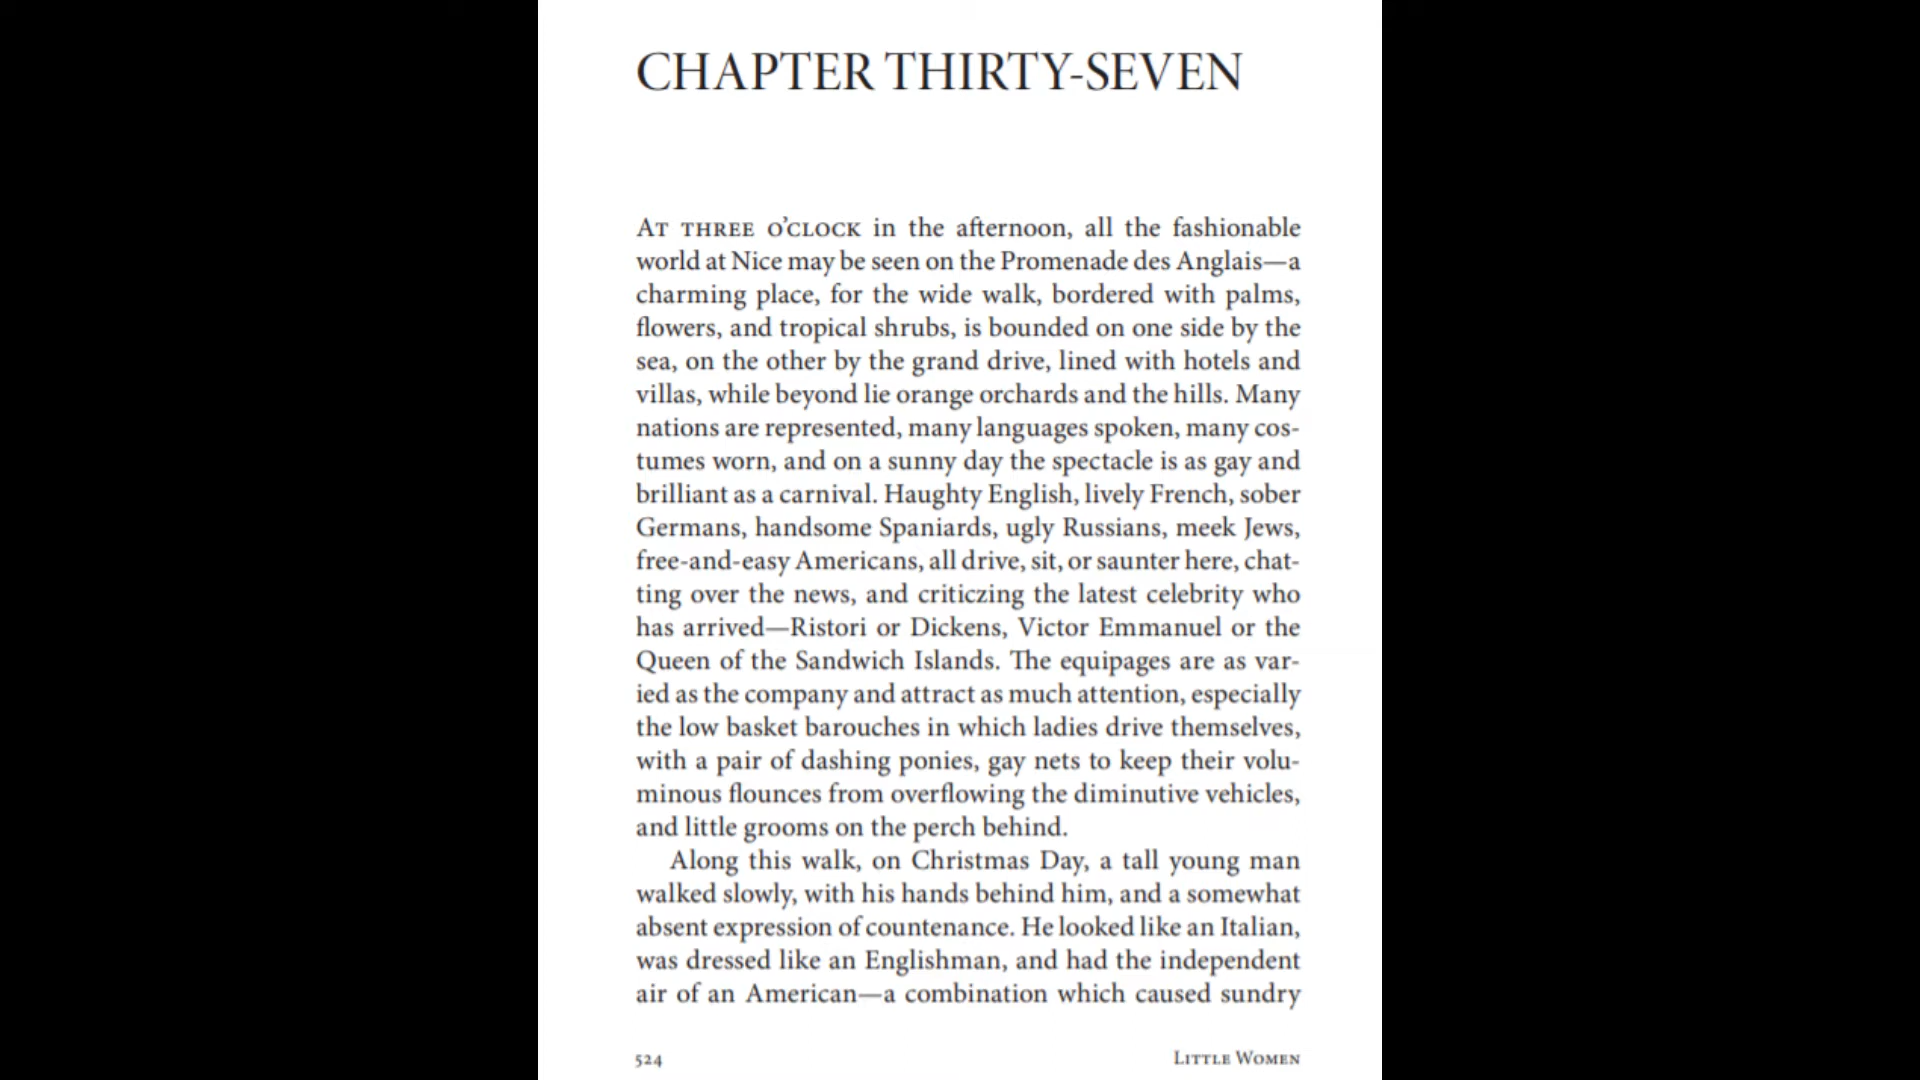 CHAPTER THIRTY-SEVEN
At three o’clock in the afternoon, all the fashionable
world at Nice may be seen on the Promenade des Anglais—a
charming place, for the wide walk, bordered with palms,
flowers, and tropical shrubs, is bounded on one side by the
sea, on the other by the grand drive, lined with hotels and
villas, while beyond lie orange orchards and the hills. Many
nations are represented, many languages spoken, many cos-
tumes worn, and on a sunny day the spectacle is as gay and
brilliant as a carnival. Haughty English, lively French, sober
Germans, handsome Spaniards, ugly Russians, meek Jews,
free-and-easy Americans, all drive, sit, or saunter here, chat-
ting over the news, and criticzing the latest celebrity who
has arrived—Ristori or Dickens, Victor Emmanuel or the
Queen of the Sandwich Islands. The equipages are as var-
ied as the company and attract as much attention, especially
the low basket barouches in which ladies drive themselves,
with a pair of dashing ponies, gay nets to keep their volu-
minous flounces from overflowing the diminutive vehicles,
and little grooms on the perch behind.
Along this walk, on Christmas Day, a tall young man
walked slowly, with his hands behind him, and a somewhat
absent expression of countenance. He looked like an Italian,
was dressed like an Englishman, and had the independent
air of an American—a combination which caused sundry
524 Little Women